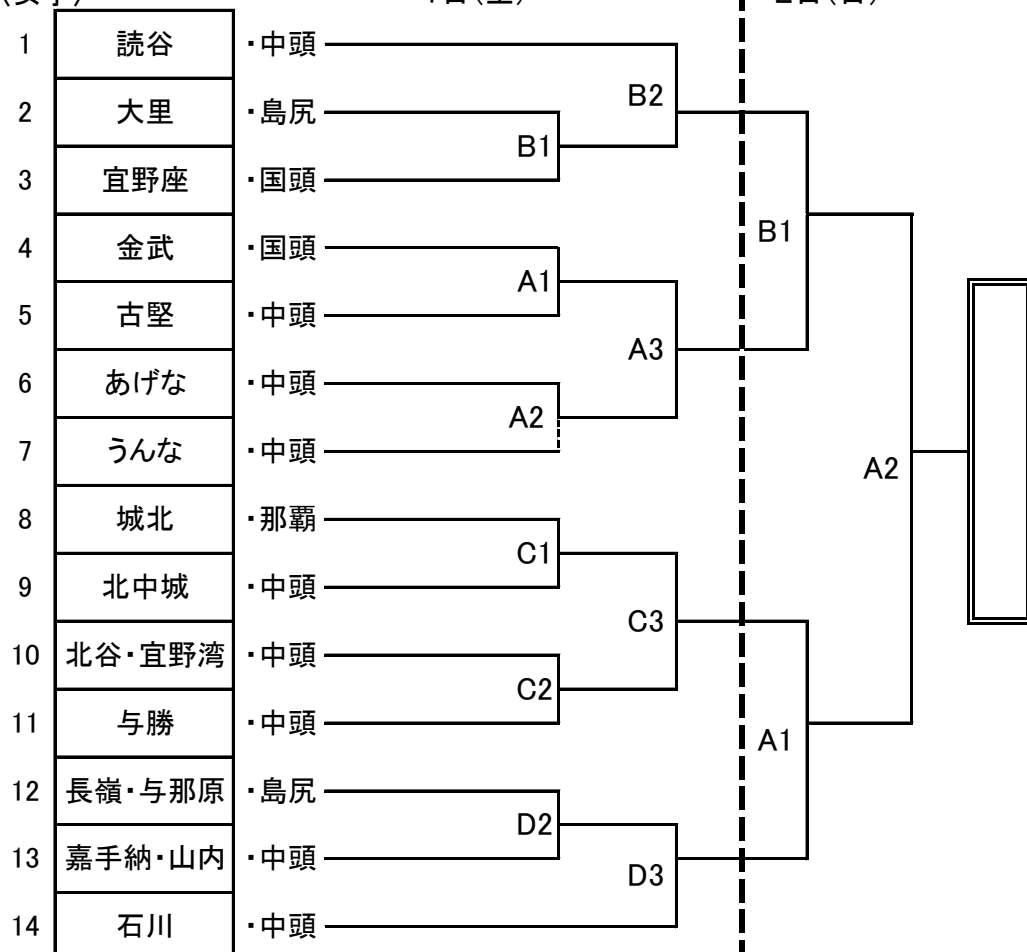 1 読谷 ・中頭
B2
2 大里 ・島尻
B1
3 宜野座 ・国頭
B1
4 金武 ・国頭
A1
5 古堅 ・中頭
A3
6 あげな ・中頭
A2
7 うんな ・中頭
A2
8 城北 ・那覇
C1
9 北中城 ・中頭
C3
10 北谷・宜野湾 ・中頭
C2
11 与勝 ・中頭
A1
12 長嶺・与那原 ・島尻
D2
13 嘉手納・山内 ・中頭
D3
14 石川 ・中頭